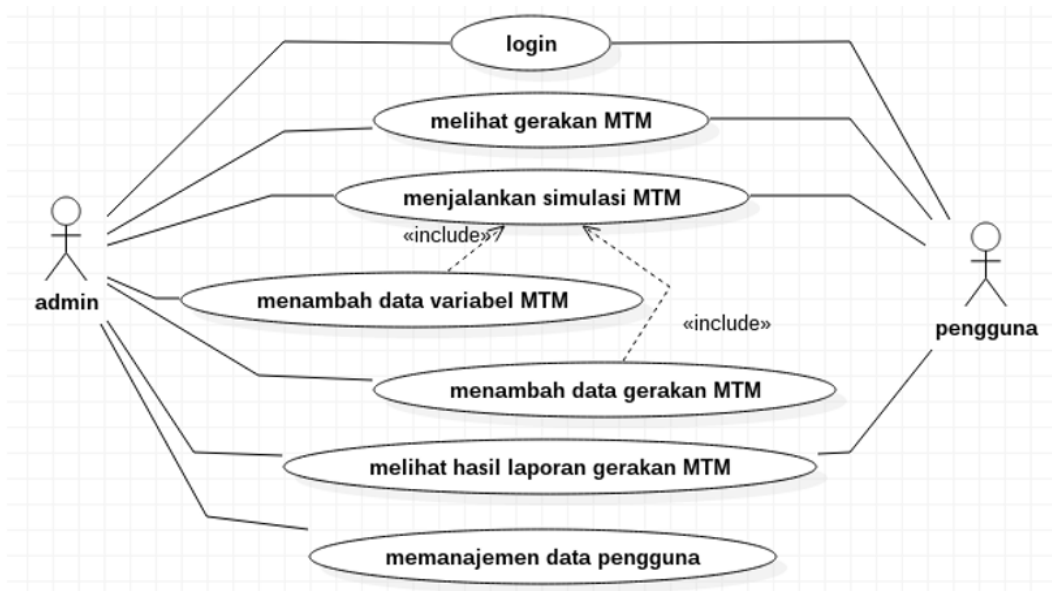 login
melihat gerakan MTM
menjalankan simulasi MTM
«include»
menambah data variabel MTM
admin
pengguna
«include»
menambah data gerakan MTM
melihat hasil laporan gerakan MTM
memanajemen data pengguna